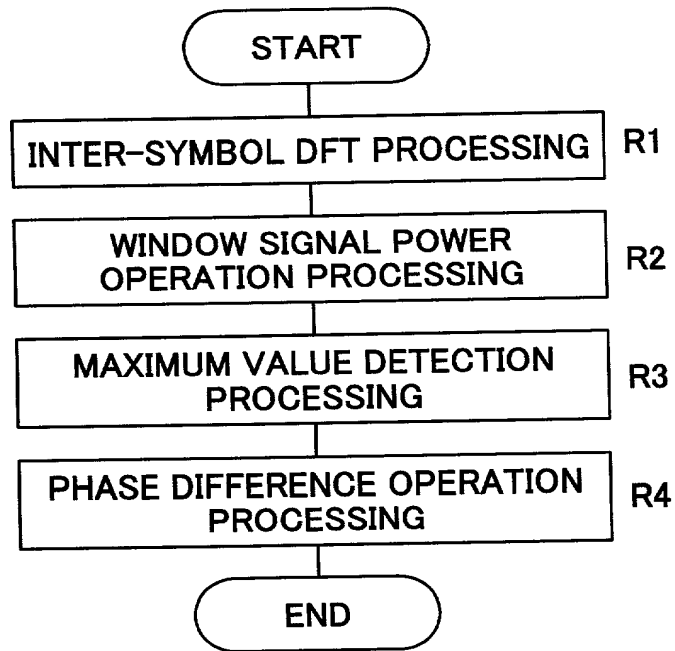 START
INTER-SYMBOL DFT PROCESSING R1
WINDOW SIGNAL POWER
OPERATION PROCESSING R2
MAXIMUM VALUE DETECTION
PROCESSING R3
PHASE DIFFERENCE OPERATION
PROCESSING R4
END